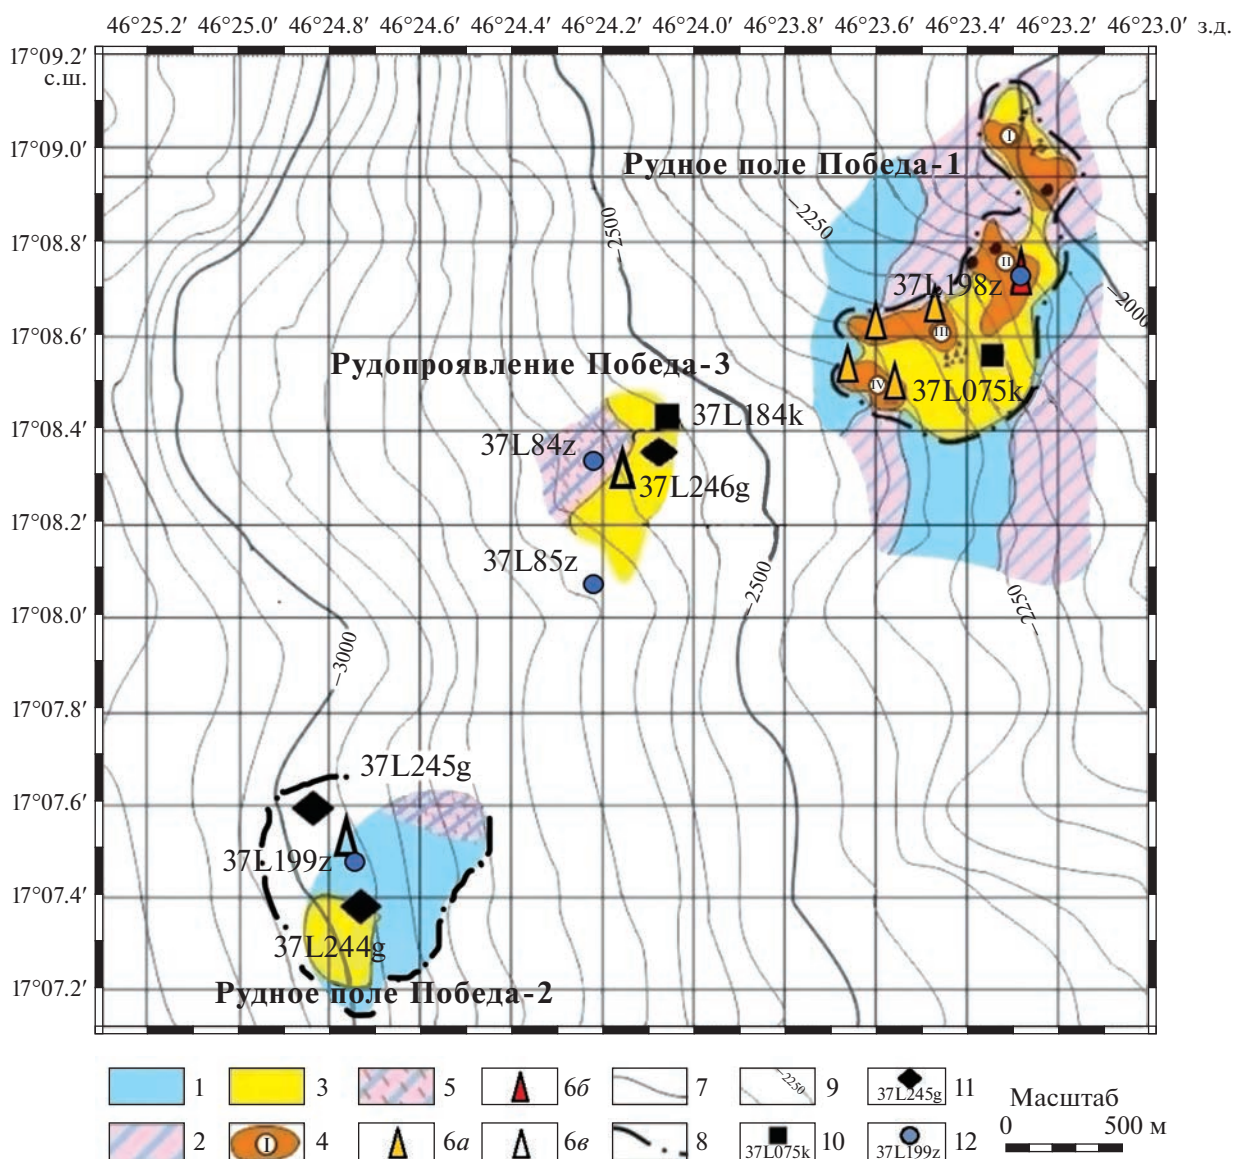 46°25.2′ 46°25.0′ 46°24.8′ 46°24.6′ 46°24.4′ 46°24.2′ 46°24.0′ 46°23.8′ 46°23.6′ 46°23.4′ 46°23.2′ 46°23.0′ з.д.
17°09.2′
с.ш.
17°09.0′
17°08.8′
17°08.6′
17°08.4′
17°08.2′
17°08.0′
17°07.8′
17°07.6′
17°07.4′
17°07.2′
Рудное поле Победа-1
I
–2500
–2250
II
37L198z
–2000
III
Рудопроявление Победа-3
IV
37L075k
37L184k
37L84z
37L246g
37L85z
–2500
–2250
–3000
37L245g
37L199z
37L244g
Рудное поле Победа-2
1 3 5 6б 7 –2250 9 37L245g 11
2 I 4 6а 6в 8 37L075k 10 37L199z 12
Масштаб
0 500 м